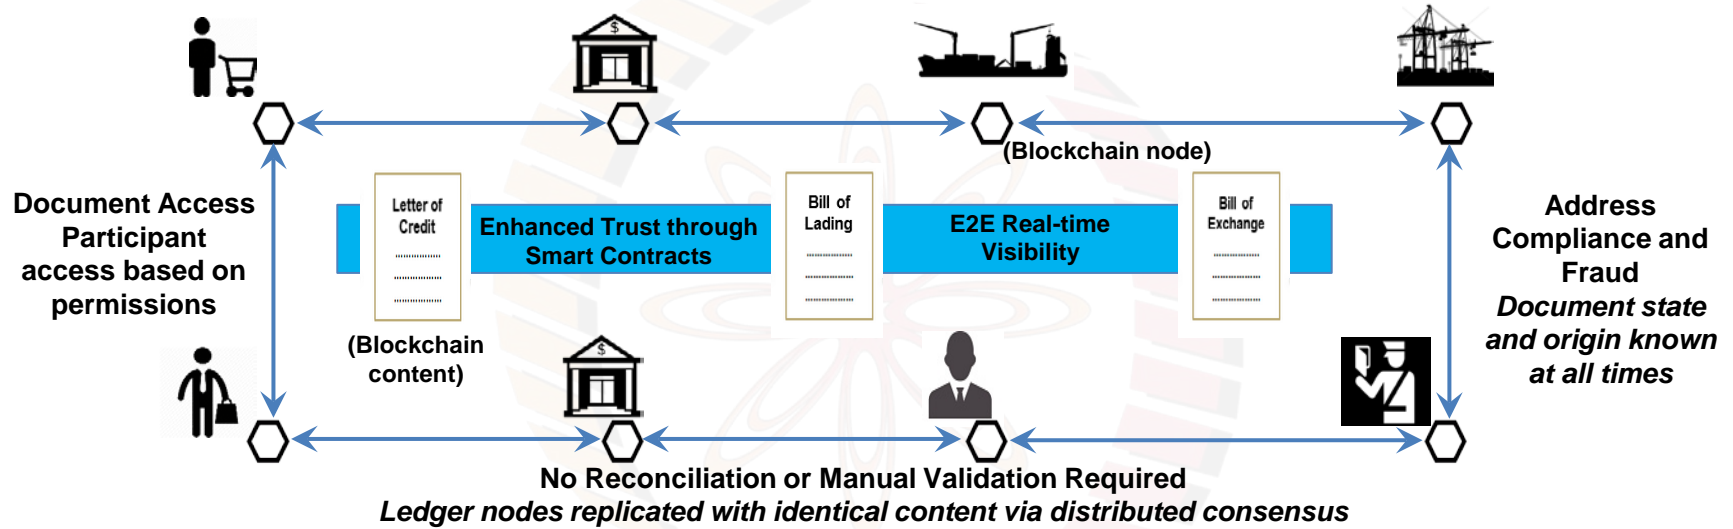 (Blockchain node)
Document Access
Participant
access based on
permissions
Letter of
Credit
Enhanced Trust through
Smart Contracts
Bill of
Lading
E2E Real-time
Visibility
Bill of
Exchange
Address
Compliance and
Fraud
Document state
and origin known
at all times
(Blockchain
content)
$
$
No Reconciliation or Manual Validation Required
Ledger nodes replicated with identical content via distributed consensus